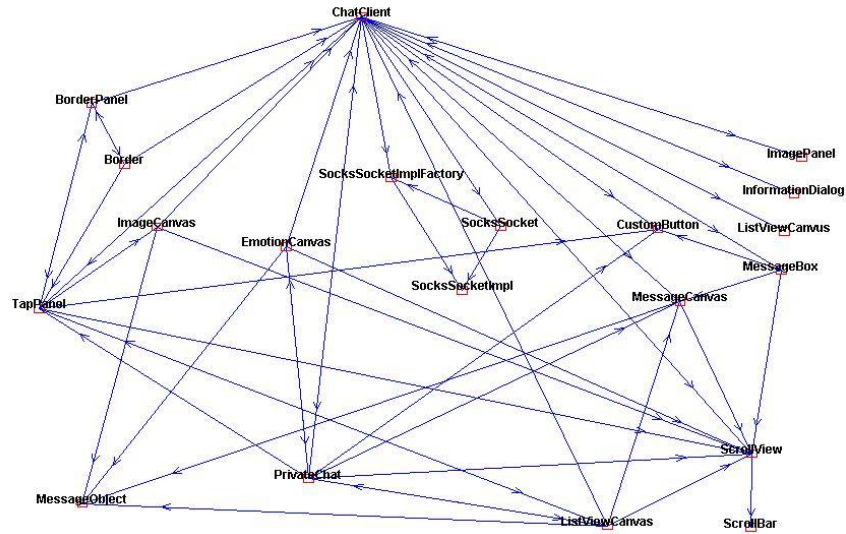 ChatClient
BorderPanel
Border
ImagePanel
SocksSocketImplFactory
InformationDialog
ImageCanvas
EmotionCanvas
SocksSocket
CustomButton
ListViewCanvus
MessageBox
SocksSocketImpl
TapPanel
MessageCanvas
ScrollView
PrivateChat
MessageObject
ListViewCanvas
ScrollBar